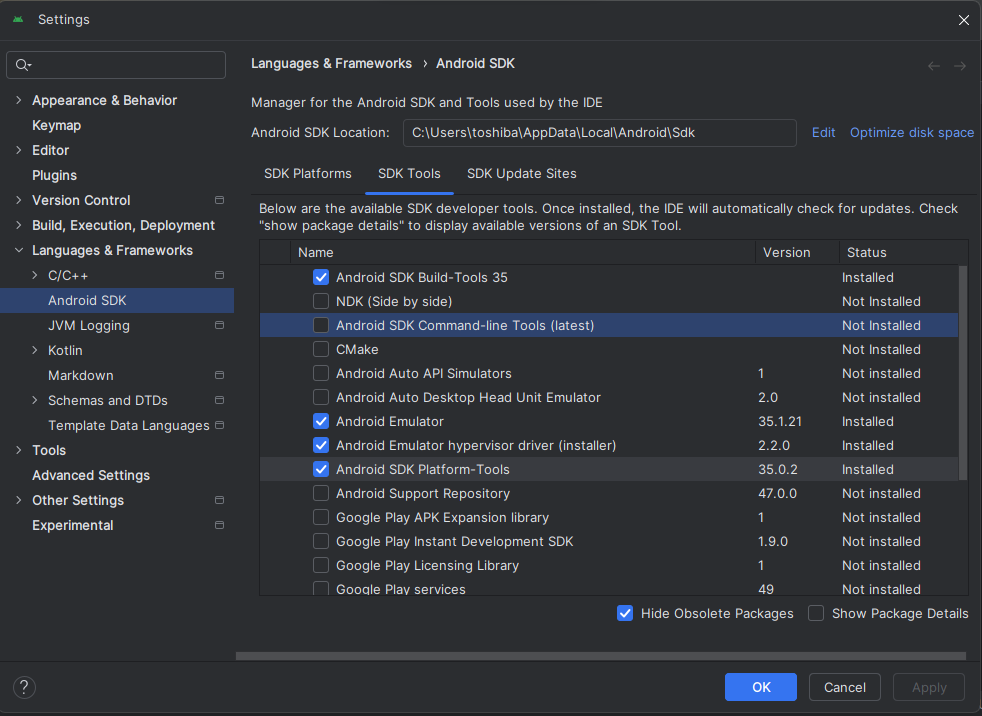 Settings
Languages & Frameworks › Android SDK
Appearance & Behavior
Keymap
Editor
Plugins
Version Control
Build, Execution, Deployment
Languages & Frameworks
C/C++
Android SDK
JVM Logging
Kotlin
Markdown
Schemas and DTDs
Template Data Languages
Tools
Advanced Settings
Other Settings
Experimental
Manager for the Android SDK and Tools used by the IDE
Android SDK Location: C:\Users\toshiba\AppData\Local\Android\Sdk Edit Optimize disk space
SDK Platforms SDK Tools SDK Update Sites
Below are the available SDK developer tools. Once installed, the IDE will automatically check for updates. Check
"show package details" to display available versions of an SDK Tool.
Name Version Status
Android SDK Build-Tools 35 Installed
NDK (Side by side) Not Installed
Android SDK Command-line Tools (latest) Not Installed
CMake Not Installed
Android Auto API Simulators 1 Not installed
Android Auto Desktop Head Unit Emulator 2.0 Not installed
Android Emulator 35.1.21 Installed
Android Emulator hypervisor driver (installer) 2.2.0 Installed
Android SDK Platform-Tools 35.0.2 Installed
Android Support Repository 47.0.0 Not installed
Google Play APK Expansion library 1 Not installed
Google Play Instant Development SDK 1.9.0 Not installed
Google Play Licensing Library 1 Not installed
Google Play services 49 Not installed
Hide Obsolete Packages Show Package Details
? OK Cancel Apply